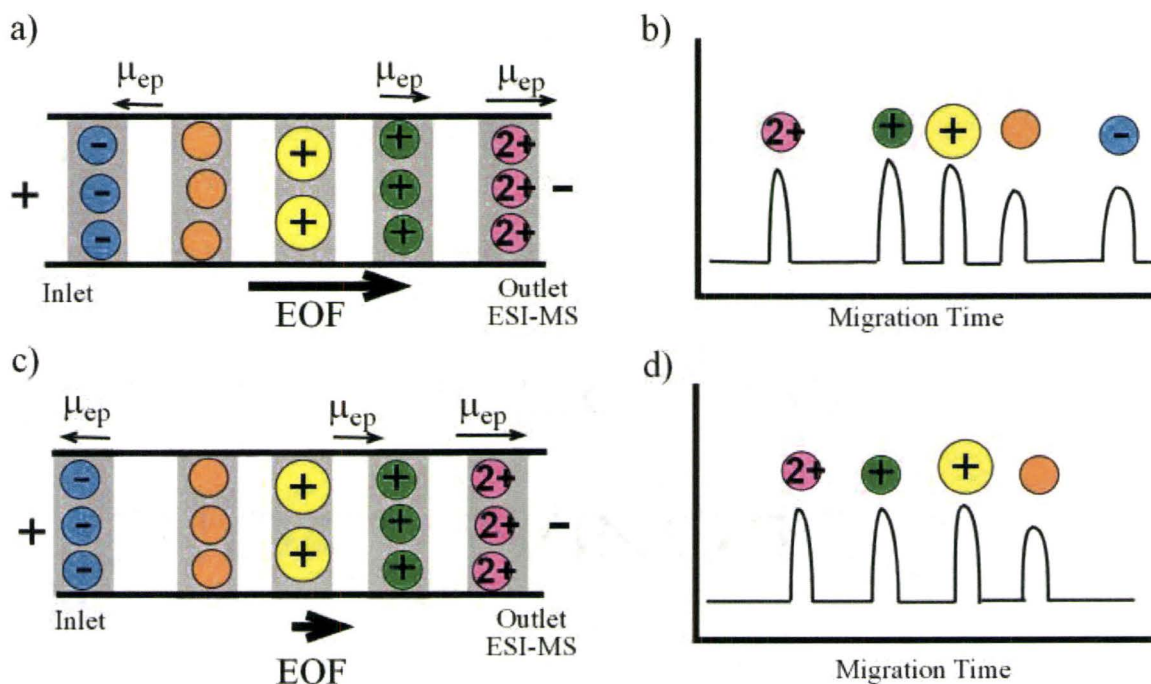 a)
μep μep μep
- + + 2+
- + 2+
- + + 2+
+ -
Inlet
EOF
Outlet
ESI-MS
b)
2+ + + -
Migration Time
c)
μep μep μep
- + + 2+
- + 2+
- + + 2+
+ -
Inlet
EOF
Outlet
ESI-MS
d)
2+ + +
Migration Time